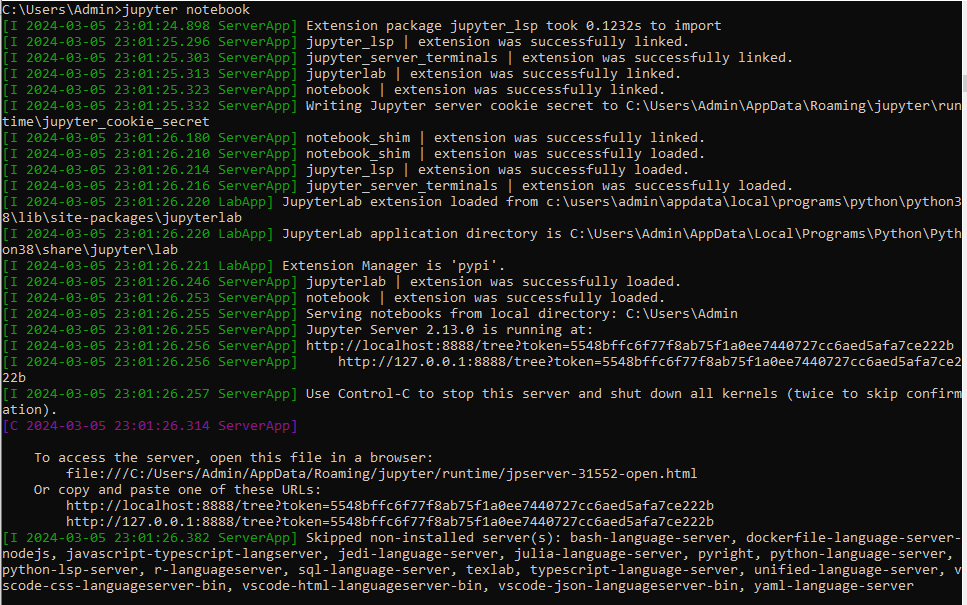 C:\Users\Admin>jupyter notebook
[I 2024-03-05 23:01:24.898 ServerApp] Extension package jupyter_lsp took 0.1232s to import
[I 2024-03-05 23:01:25.296 ServerApp] jupyter_lsp | extension was successfully linked.
[I 2024-03-05 23:01:25.303 ServerApp] jupyter_server_terminals | extension was successfully linked.
[I 2024-03-05 23:01:25.313 ServerApp] jupyterlab | extension was successfully linked.
[I 2024-03-05 23:01:25.323 ServerApp] notebook | extension was successfully linked.
[I 2024-03-05 23:01:25.332 ServerApp] Writing Jupyter server cookie secret to C:\Users\Admin\AppData\Roaming\jupyter\run
time\jupyter_cookie_secret
[I 2024-03-05 23:01:26.180 ServerApp] notebook_shim | extension was successfully linked.
[I 2024-03-05 23:01:26.210 ServerApp] notebook_shim | extension was successfully loaded.
[I 2024-03-05 23:01:26.214 ServerApp] jupyter_lsp | extension was successfully loaded.
[I 2024-03-05 23:01:26.216 ServerApp] jupyter_server_terminals | extension was successfully loaded.
[I 2024-03-05 23:01:26.220 LabApp] JupyterLab extension loaded from c:\users\admin\appdata\local\programs\python\python3
8\lib\site-packages\jupyterlab
[I 2024-03-05 23:01:26.220 LabApp] JupyterLab application directory is C:\Users\Admin\AppData\Local\Programs\Python\Pyth
on38\share\jupyter\lab
[I 2024-03-05 23:01:26.221 LabApp] Extension Manager is 'pypi'.
[I 2024-03-05 23:01:26.246 ServerApp] jupyterlab | extension was successfully loaded.
[I 2024-03-05 23:01:26.253 ServerApp] notebook | extension was successfully loaded.
[I 2024-03-05 23:01:26.255 ServerApp] Serving notebooks from local directory: C:\Users\Admin
[I 2024-03-05 23:01:26.255 ServerApp] Jupyter Server 2.13.0 is running at:
[I 2024-03-05 23:01:26.256 ServerApp] http://localhost:8888/tree?token=5548bffc6f77f8ab75f1a0ee7440727cc6aed5afa7ce222b
[I 2024-03-05 23:01:26.256 ServerApp]     http://127.0.0.1:8888/tree?token=5548bffc6f77f8ab75f1a0ee7440727cc6aed5afa7ce2
22b
[I 2024-03-05 23:01:26.257 ServerApp] Use Control-C to stop this server and shut down all kernels (twice to skip confirm
ation).
[C 2024-03-05 23:01:26.314 ServerApp]
    To access the server, open this file in a browser:
        file:///C:/Users/Admin/AppData/Roaming/jupyter/runtime/jpserver-31552-open.html
    Or copy and paste one of these URLs:
        http://localhost:8888/tree?token=5548bffc6f77f8ab75f1a0ee7440727cc6aed5afa7ce222b
        http://127.0.0.1:8888/tree?token=5548bffc6f77f8ab75f1a0ee7440727cc6aed5afa7ce222b
[I 2024-03-05 23:01:26.382 ServerApp] Skipped non-installed server(s): bash-language-server, dockerfile-language-server-
nodejs, javascript-typescript-langserver, jedi-language-server, julia-language-server, pyright, python-language-server,
python-lsp-server, r-languageserver, sql-language-server, texlab, typescript-language-server, unified-language-server, v
scode-css-languageserver-bin, vscode-html-languageserver-bin, vscode-json-languageserver-bin, yaml-language-server